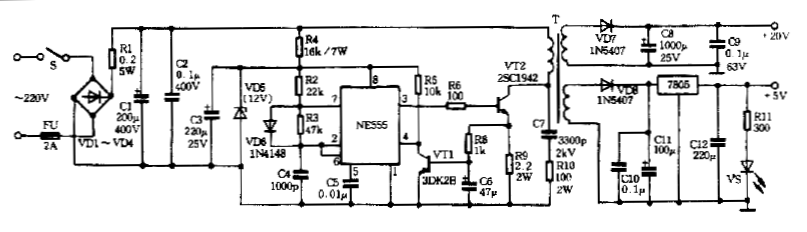 S
~220V
FU
2A
VD1~VD4
R1
0.2
5W
C1
200μ
400V
C2
0.1μ
400V
C3
220μ
25V
VD5
(12V)
R4
16k/7W
R2
22k
R3
47k
VD6
1N4148
C4
1000p
7
2
6
8
NE555
3
4
5
1
C5
0.01μ
R5
10k
R6
100
VT1
3DK2B
R8
1k
C6
47μ
VT2
2SC1942
R9
2.2
2W
C7
3300p
2kV
R10
100
2W
T
VD7
1N5407
C8
1000μ
25V
C9
0.1μ
63V
+20V
VD8
1N5407
7805
+5V
C10
0.1μ
C11
100μ
C12
220μ
R11
300
VS